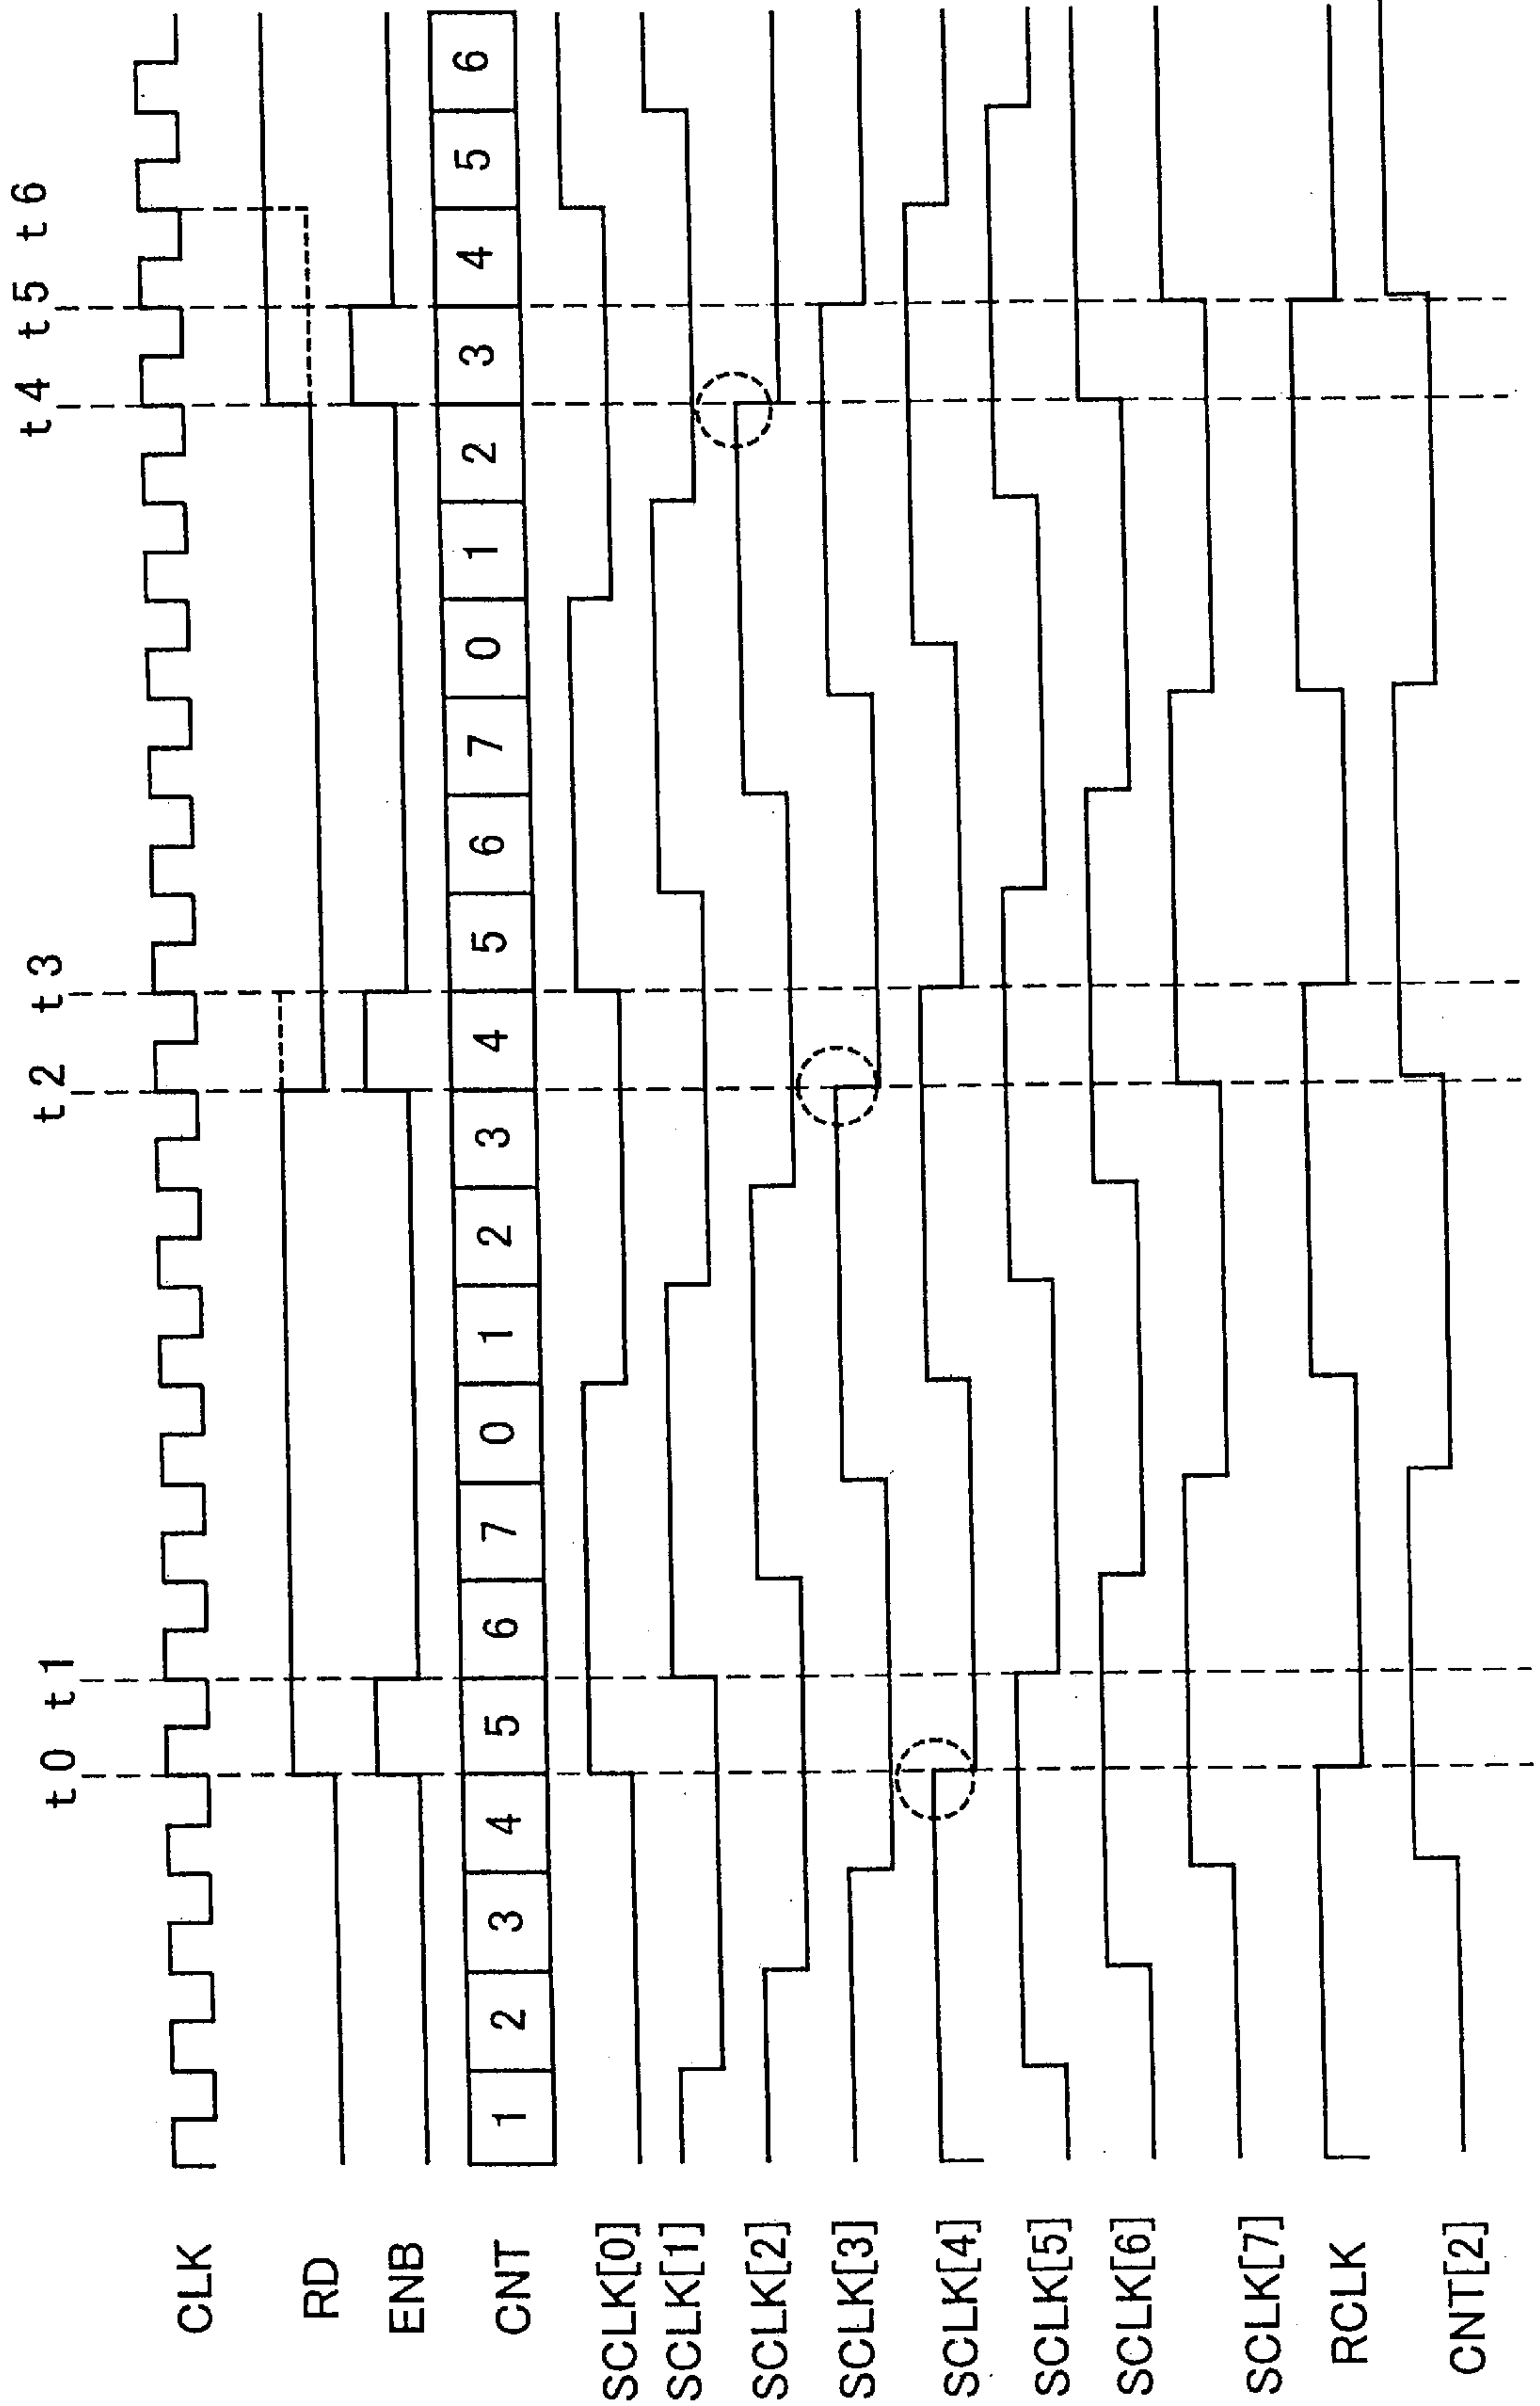 t0 t1 t2 t3 t4 t5 t6
CLK
RD
ENB
CNT 1 2 3 4 5 6 7 0 1 2 3 4 5 6 7 0 1 2 3 4 5 6
SCLK[0]
SCLK[1]
SCLK[2]
SCLK[3]
SCLK[4]
SCLK[5]
SCLK[6]
SCLK[7]
RCLK
CNT[2]